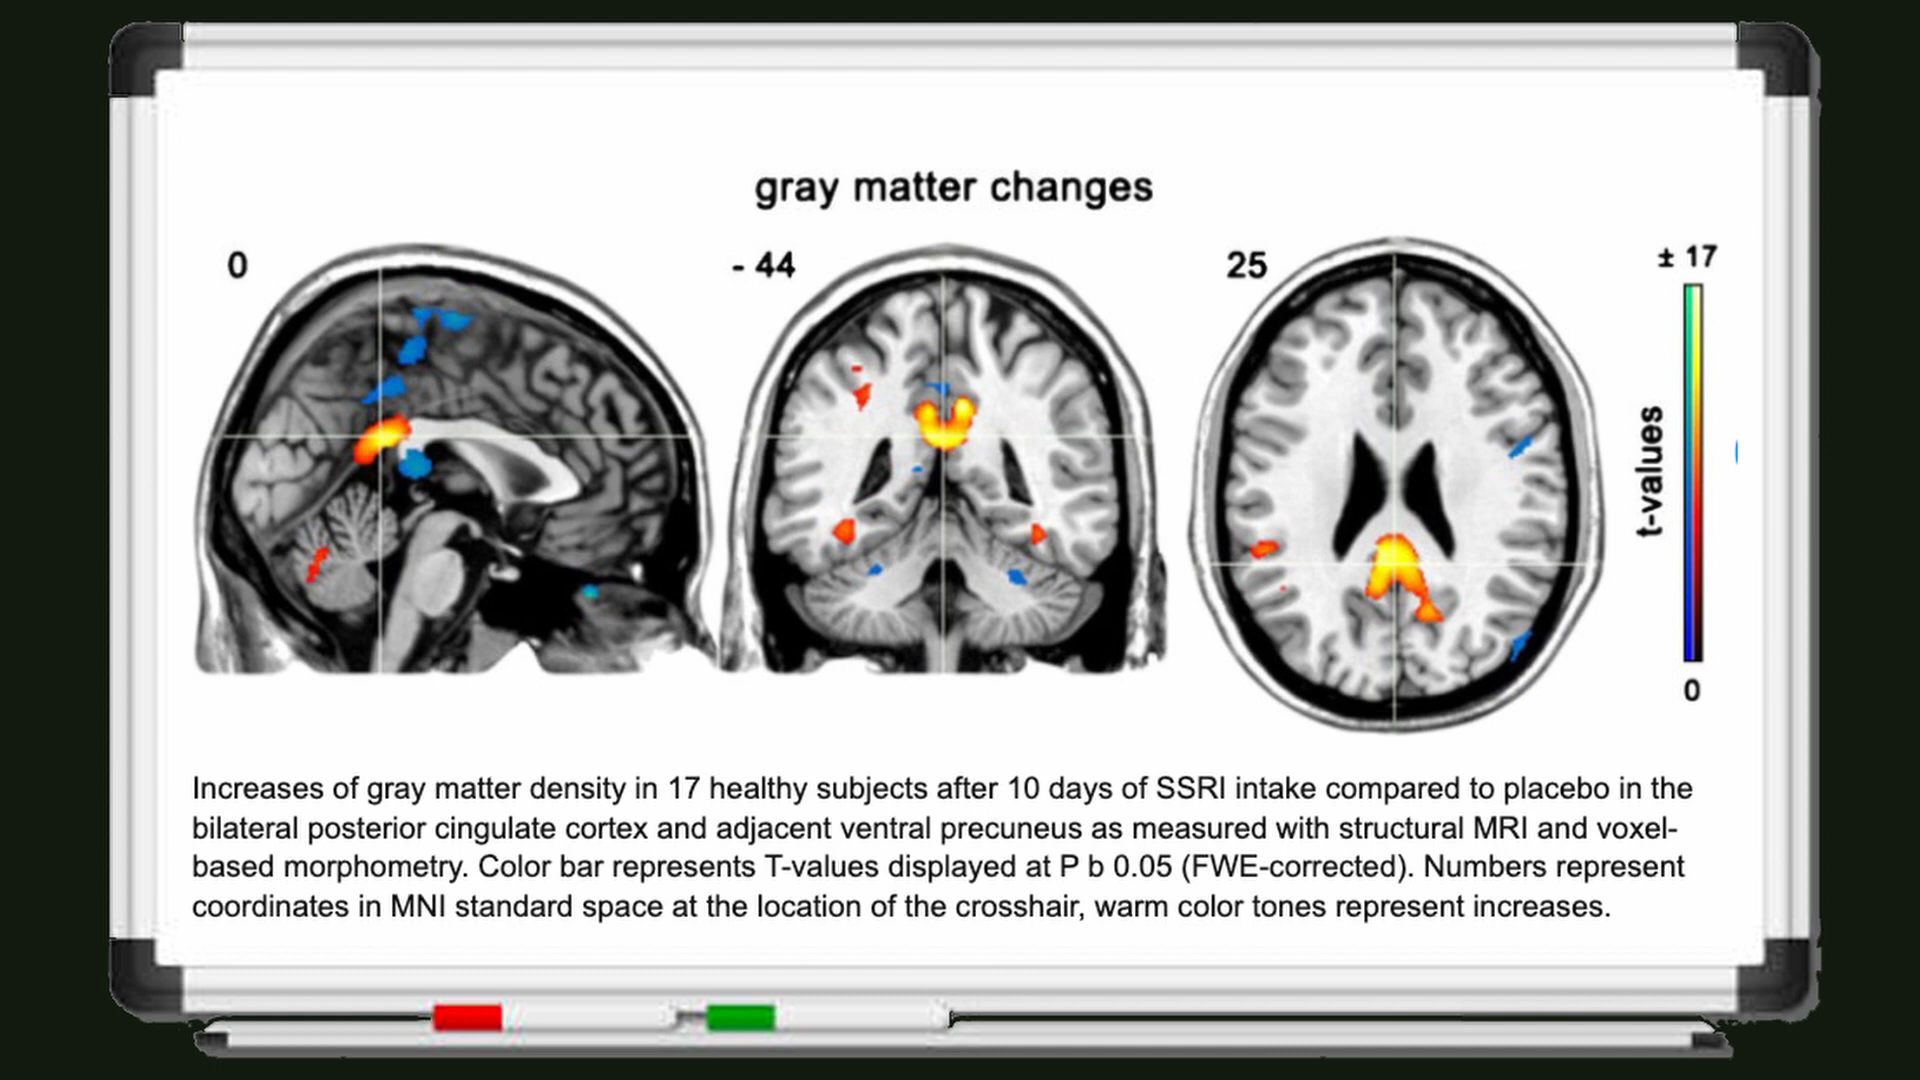 gray matter changes
0
- 44
25
± 17
t-values
0
Increases of gray matter density in 17 healthy subjects after 10 days of SSRI intake compared to placebo in the
bilateral posterior cingulate cortex and adjacent ventral precuneus as measured with structural MRI and voxel-
based morphometry. Color bar represents T-values displayed at P b 0.05 (FWE-corrected). Numbers represent
coordinates in MNI standard space at the location of the crosshair, warm color tones represent increases.